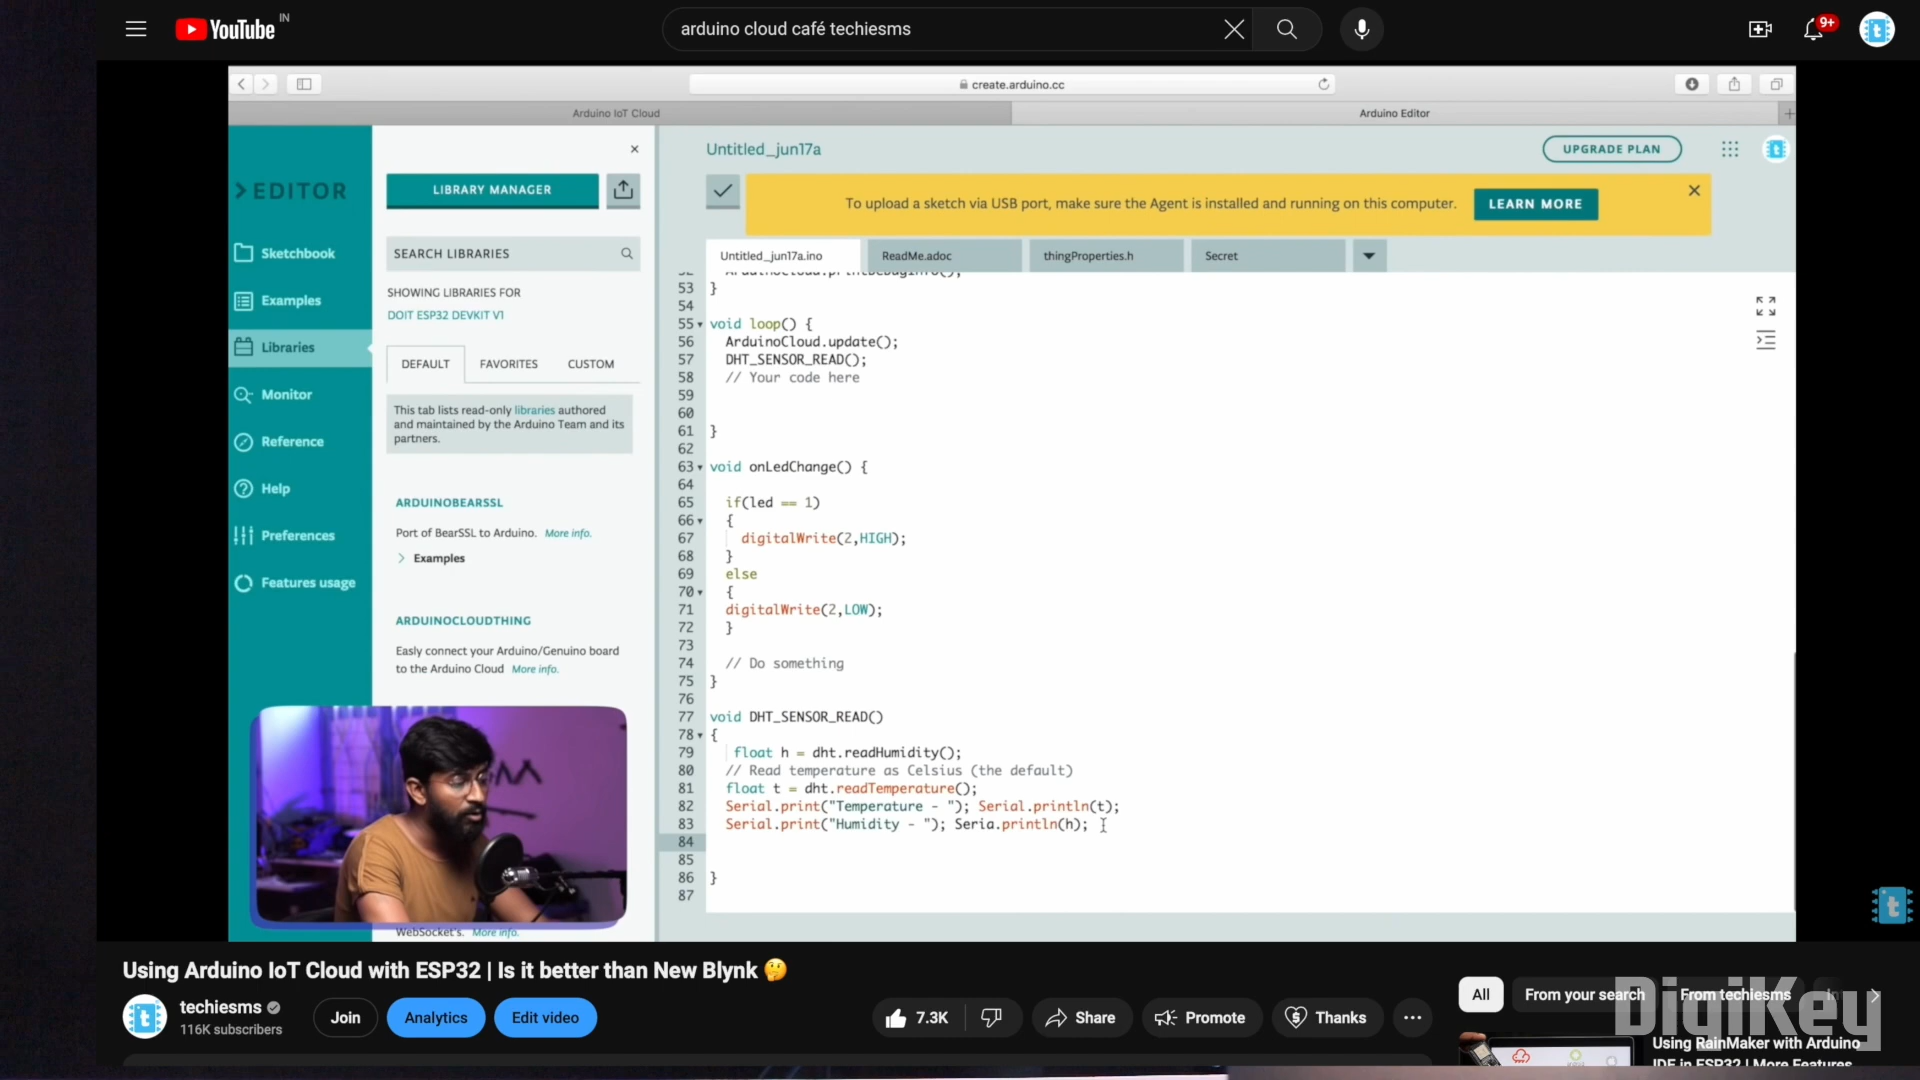 YouTube IN
arduino cloud café techiesms
9+
create.arduino.cc
Arduino IoT Cloud
Arduino Editor
EDITOR
Sketchbook
Examples
Libraries
Monitor
Reference
Help
Preferences
Features usage
LIBRARY MANAGER
SEARCH LIBRARIES
SHOWING LIBRARIES FOR
DOIT ESP32 DEVKIT V1
DEFAULT FAVORITES CUSTOM
This tab lists read-only libraries authored
and maintained by the Arduino Team and its
partners.
ARDUINOBEARSSL
Port of BearSSL to Arduino. More info.
Examples
ARDUINOCLOUDTHING
Easly connect your Arduino/Genuino board
to the Arduino Cloud More info.
WebSocket's. More info.
Untitled_jun17a
UPGRADE PLAN
To upload a sketch via USB port, make sure the Agent is installed and running on this computer. LEARN MORE
Untitled_jun17a.ino ReadMe.adoc thingProperties.h Secret
52 ArduinoCloud.printDebugInfo();
53 }
54
55 void loop() {
56 ArduinoCloud.update();
57 DHT_SENSOR_READ();
58 // Your code here
59
60
61 }
62
63 void onLedChange() {
64
65 if(led == 1)
66 {
67 digitalWrite(2,HIGH);
68 }
69 else
70 {
71 digitalWrite(2,LOW);
72 }
73
74 // Do something
75 }
76
77 void DHT_SENSOR_READ()
78 {
79 float h = dht.readHumidity();
80 // Read temperature as Celsius (the default)
81 float t = dht.readTemperature();
82 Serial.print("Temperature - "); Serial.println(t);
83 Serial.print("Humidity - "); Seria.println(h);
84
85
86 }
87
Using Arduino IoT Cloud with ESP32 | Is it better than New Blynk 🤔
techiesms
116K subscribers
Join
Analytics
Edit video
7.3K
Share
Promote
Thanks
All
From your search
From techiesms
DigiKey
Using RainMaker with Arduino
IDE in ESP32 | More Features